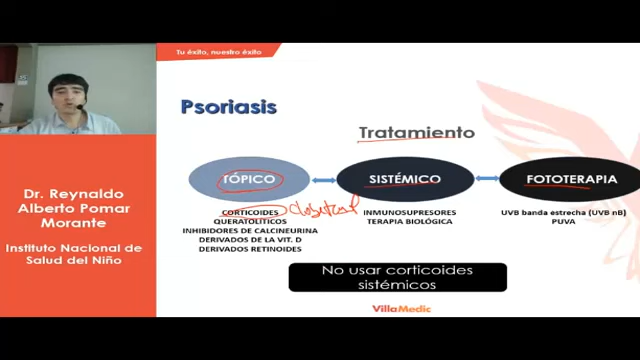 Tu éxito, nuestro éxito
Psoriasis
Tratamiento
TÓPICO
SISTÉMICO
FOTOTERAPIA
CORTICOIDES
QUERATOLITICOS
INHIBIDORES DE CALCINEURINA
DERIVADOS DE LA VIT. D
DERIVADOS RETINOIDES
INMUNOSUPRESORES
TERAPIA BIOLÓGICA
UVB banda estrecha (UVB nB)
PUVA
No usar corticoides
sistémicos
Dr. Reynaldo
Alberto Pomar
Morante
Instituto Nacional de
Salud del Niño
VillaMedic